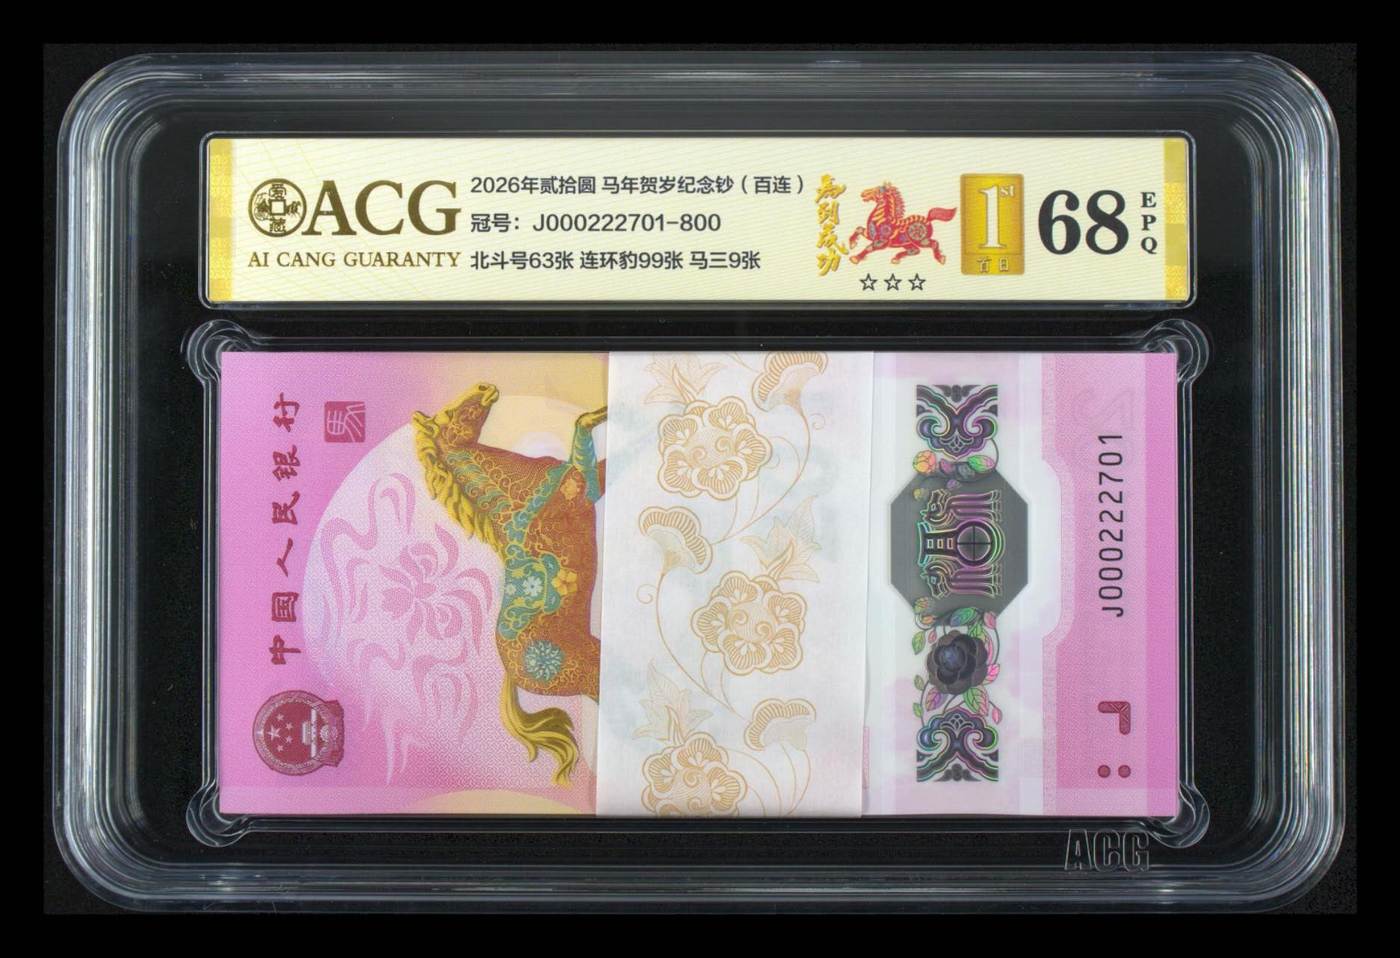 ACG
AI CANG GUARANTY
2026年贰拾圆 马年贺岁纪念钞（百连）
冠号：J000222701-800
北斗号63张 连环豹99张 马三9张
馬到成功
☆☆☆
1st
首日
68
EPQ
中国人民银行
J000222701
ACG